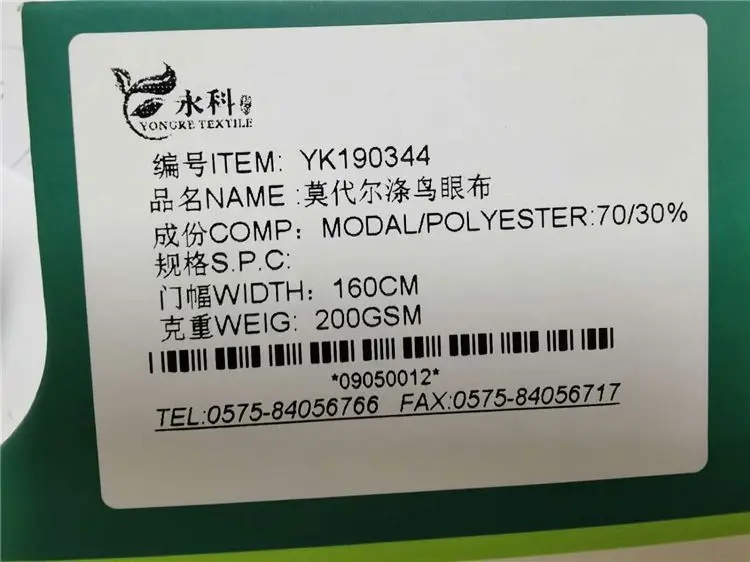 永科
YONGKE TEXTILE
编号ITEM: YK190344
品名NAME :莫代尔涤鸟眼布
成份COMP: MODAL/POLYESTER:70/30%
规格S.P.C:
门幅WIDTH: 160CM
克重WEIG: 200GSM
*09050012*
TEL:0575-84056766 FAX:0575-84056717